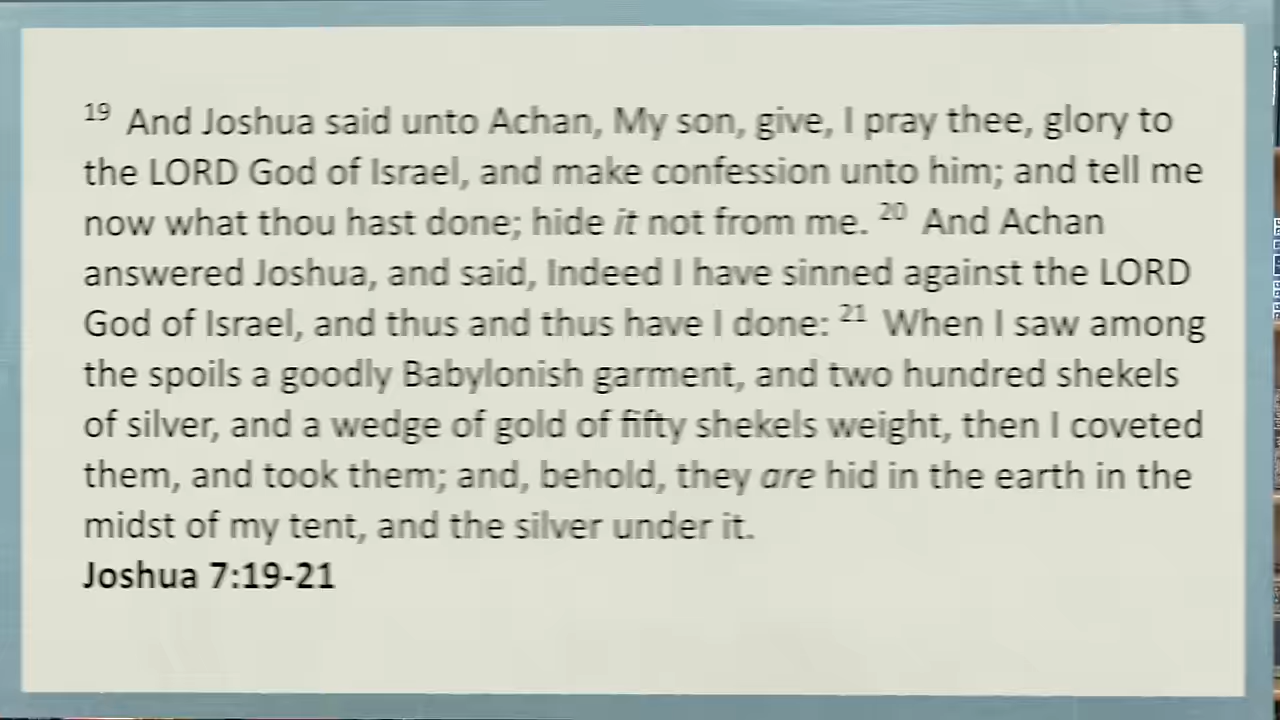 19 And Joshua said unto Achan, My son, give, I pray thee, glory to
the LORD God of Israel, and make confession unto him; and tell me
now what thou hast done; hide it not from me. 20 And Achan
answered Joshua, and said, Indeed I have sinned against the LORD
God of Israel, and thus and thus have I done: 21 When I saw among
the spoils a goodly Babylonish garment, and two hundred shekels
of silver, and a wedge of gold of fifty shekels weight, then I coveted
them, and took them; and, behold, they are hid in the earth in the
midst of my tent, and the silver under it.
Joshua 7:19-21